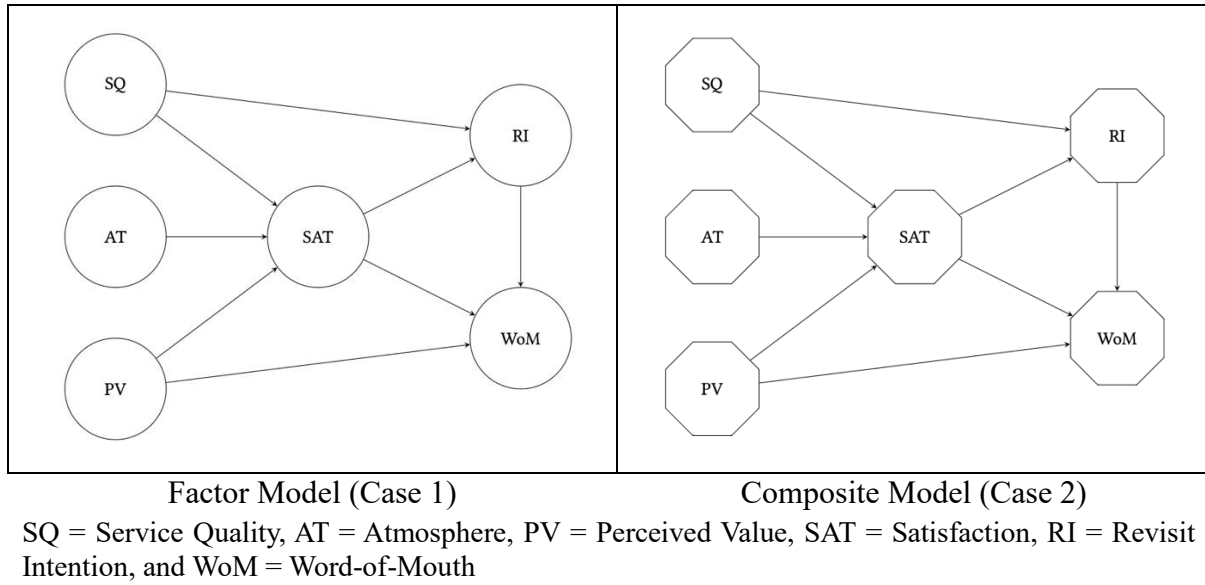 SQ
RI
AT
SAT
WoM
PV
SQ
RI
AT
SAT
WoM
PV
Factor Model (Case 1)
Composite Model (Case 2)
SQ = Service Quality, AT = Atmosphere, PV = Perceived Value, SAT = Satisfaction, RI = Revisit
Intention, and WoM = Word-of-Mouth